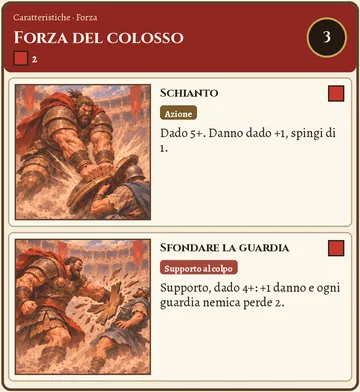 Caratteristiche · Forza
Forza del colosso
3
2
Schianto
Azione
Dado 5+. Danno dado +1, spingi di
1.
Sfondare la guardia
Supporto al colpo
Supporto, dado 4+: +1 danno e ogni
guardia nemica perde 2.